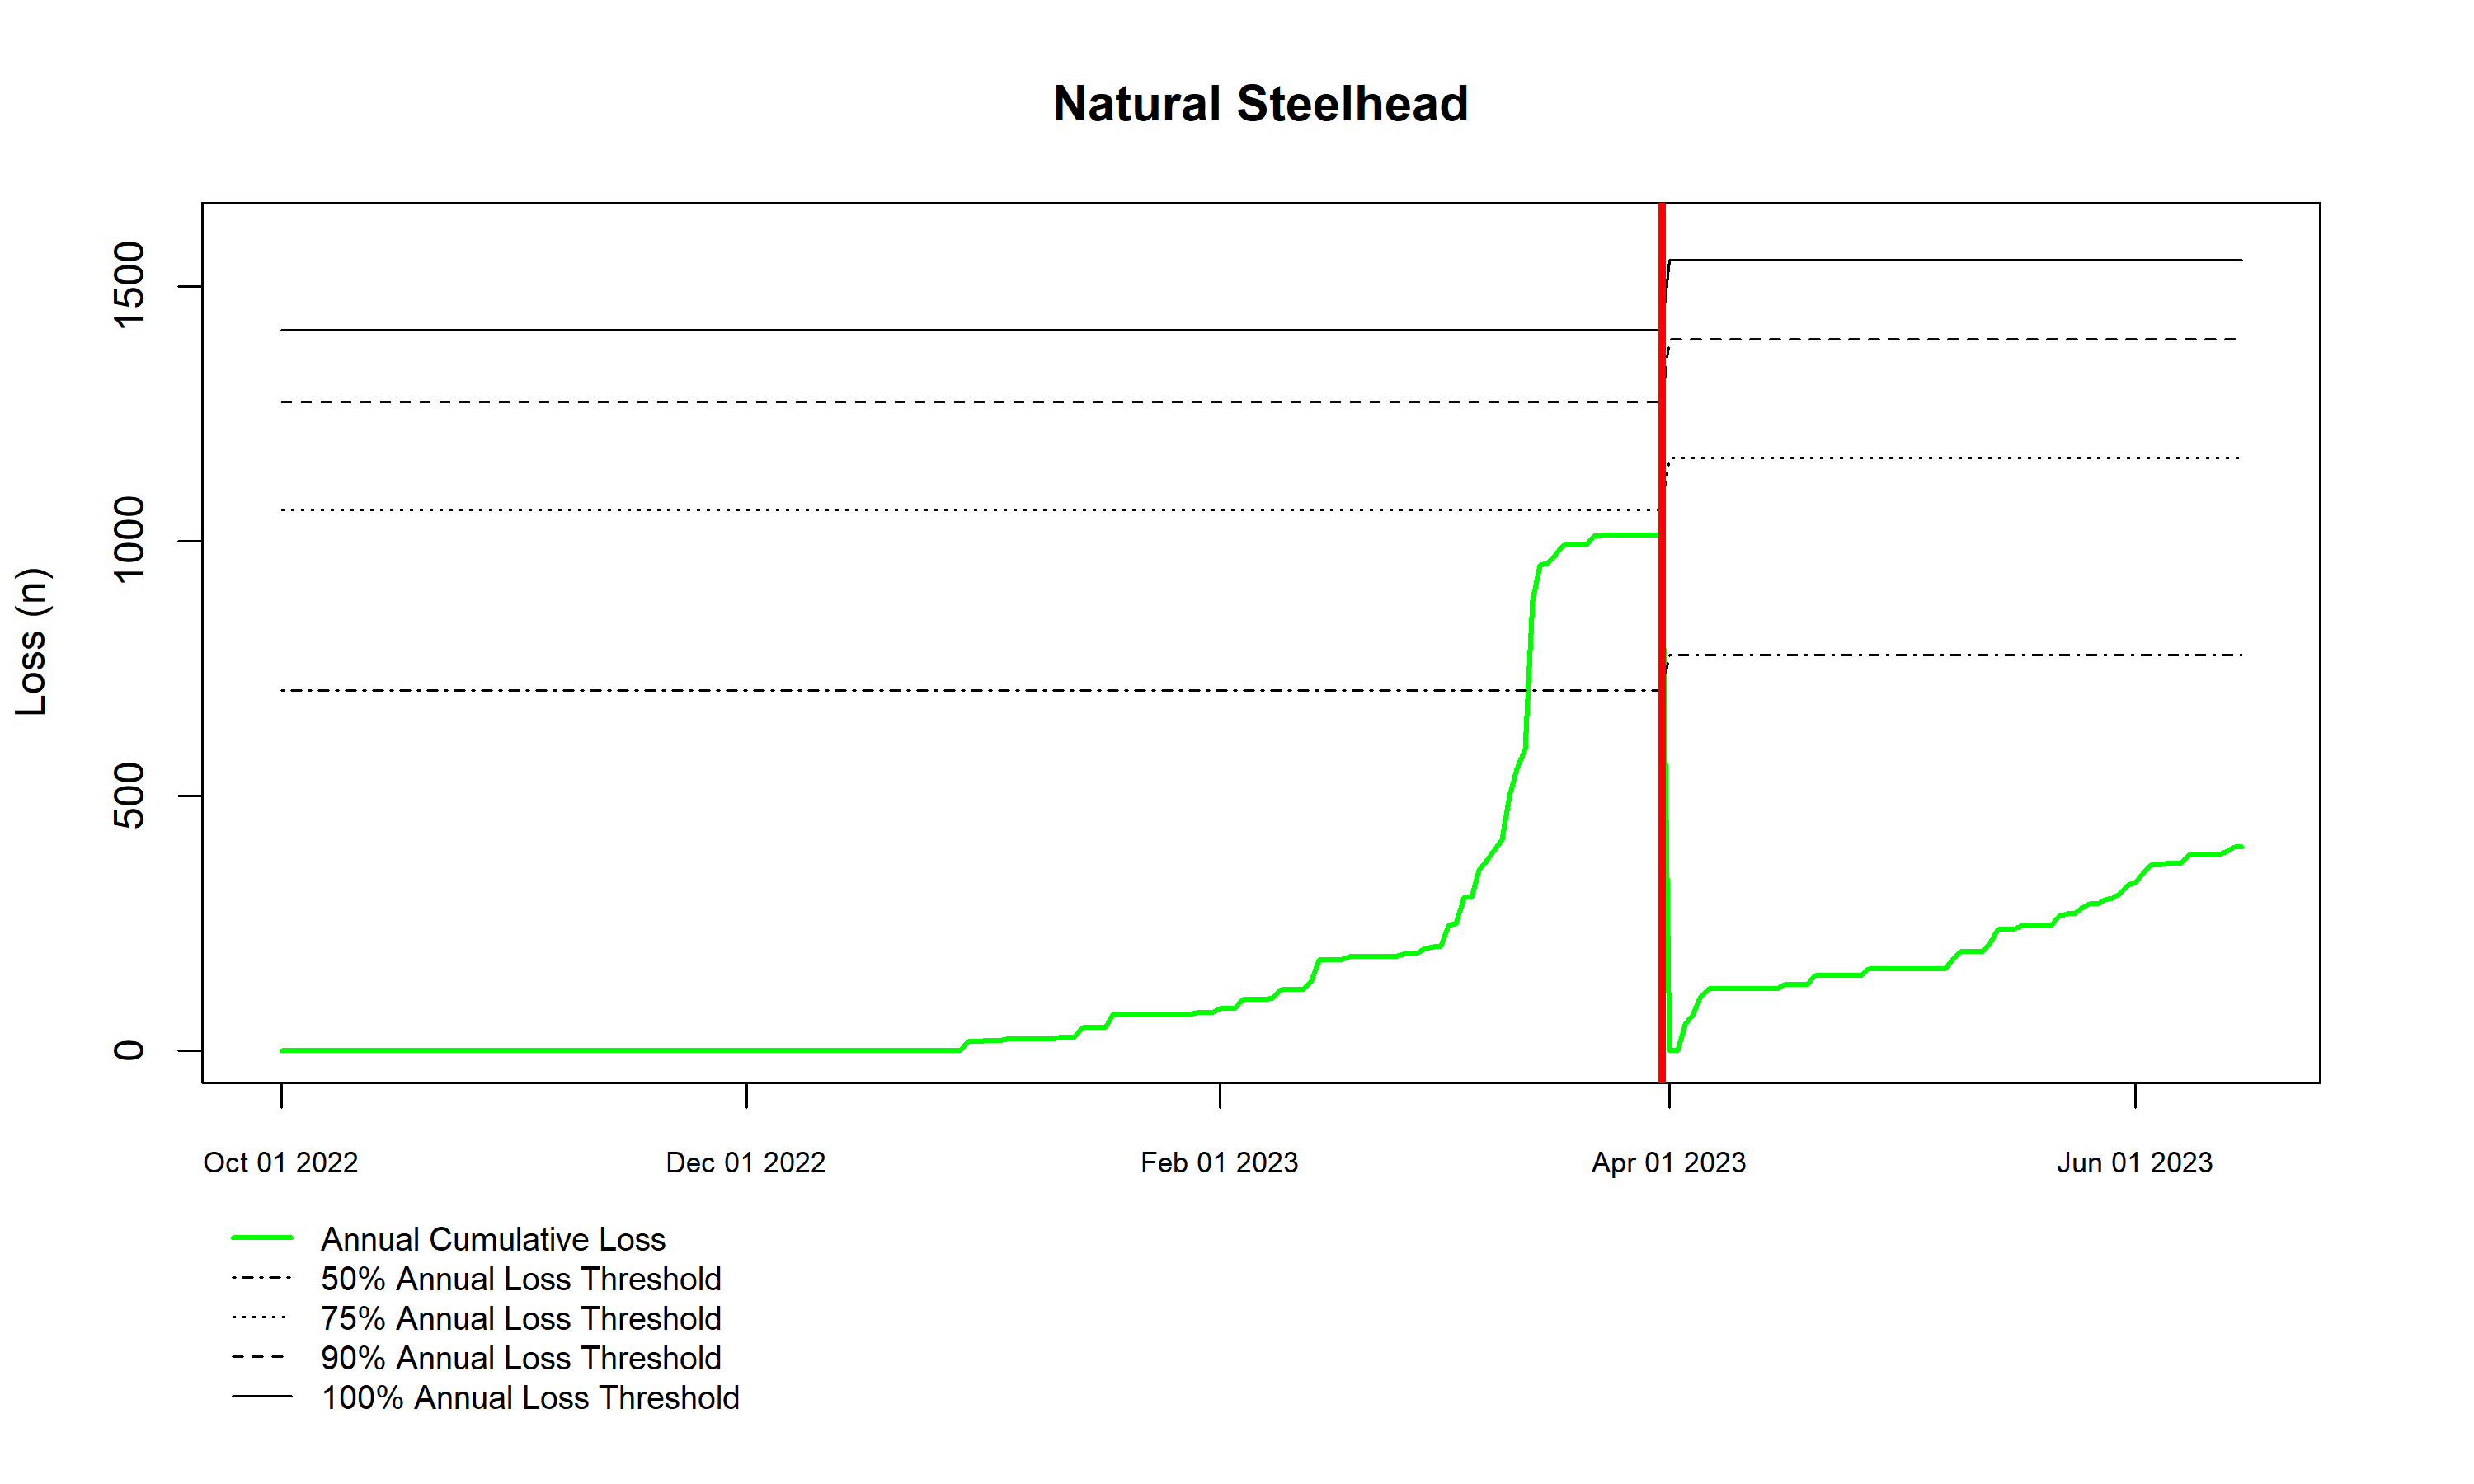 Natural Steelhead
Loss (n)
1500
1000
500
0
Oct 01 2022
Dec 01 2022
Feb 01 2023
Apr 01 2023
Jun 01 2023
Annual Cumulative Loss
50% Annual Loss Threshold
75% Annual Loss Threshold
90% Annual Loss Threshold
100% Annual Loss Threshold